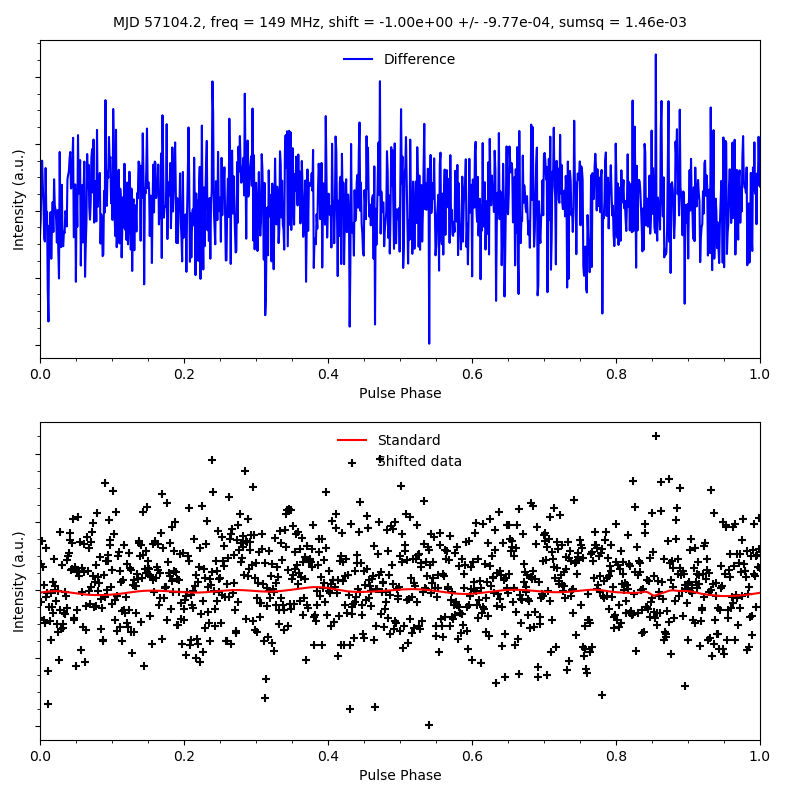 MJD 57104.2, freq = 149 MHz, shift = -1.00e+00 +/- -9.77e-04, sumsq = 1.46e-03
Difference
Intensity (a.u.)
0.0 0.2 0.4 0.6 0.8 1.0
Pulse Phase
Standard
Shifted data
Intensity (a.u.)
0.0 0.2 0.4 0.6 0.8 1.0
Pulse Phase